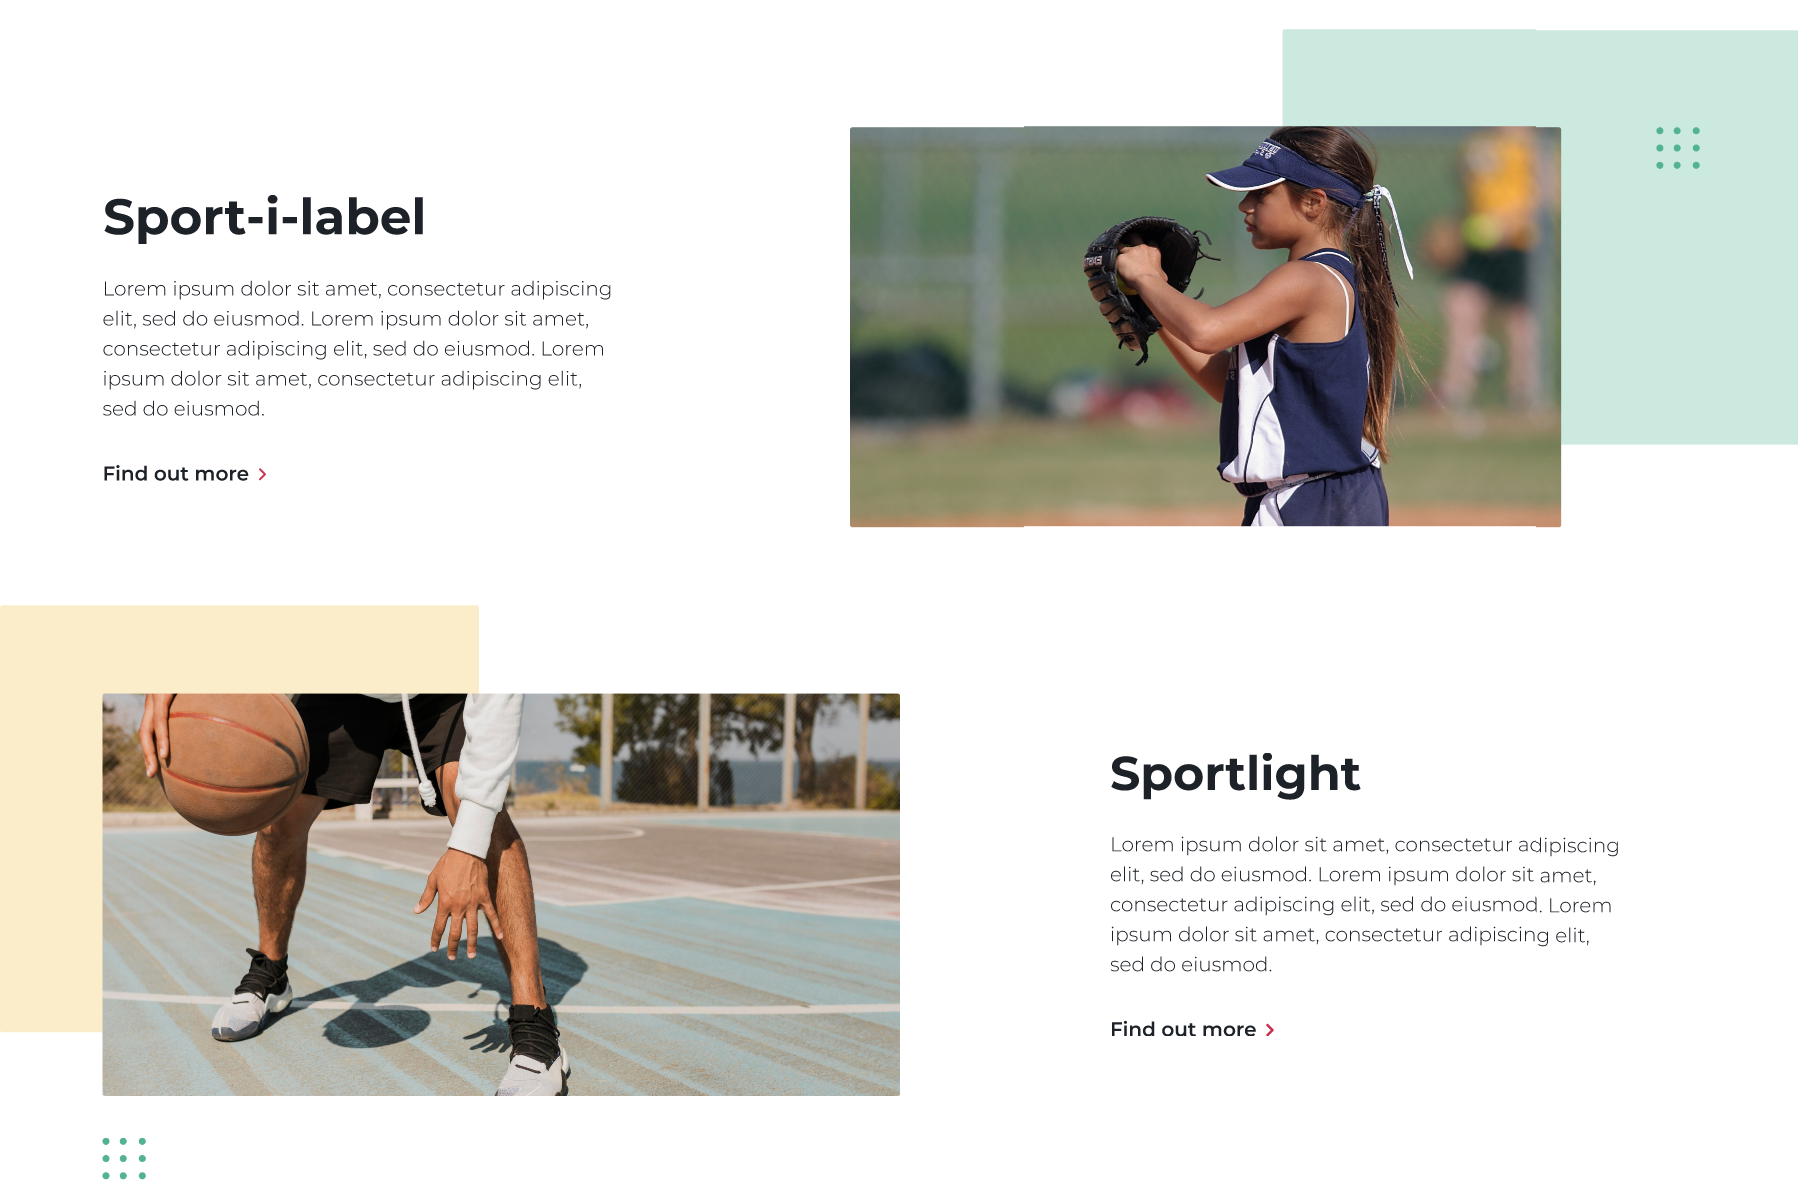 Sport-i-label
Lorem ipsum dolor sit amet, consectetur adipiscing
elit, sed do eiusmod. Lorem ipsum dolor sit amet,
consectetur adipiscing elit, sed do eiusmod. Lorem
ipsum dolor sit amet, consectetur adipiscing elit,
sed do eiusmod.
Find out more
Sportlight
Lorem ipsum dolor sit amet, consectetur adipiscing
elit, sed do eiusmod. Lorem ipsum dolor sit amet,
consectetur adipiscing elit, sed do eiusmod. Lorem
ipsum dolor sit amet, consectetur adipiscing elit,
sed do eiusmod.
Find out more